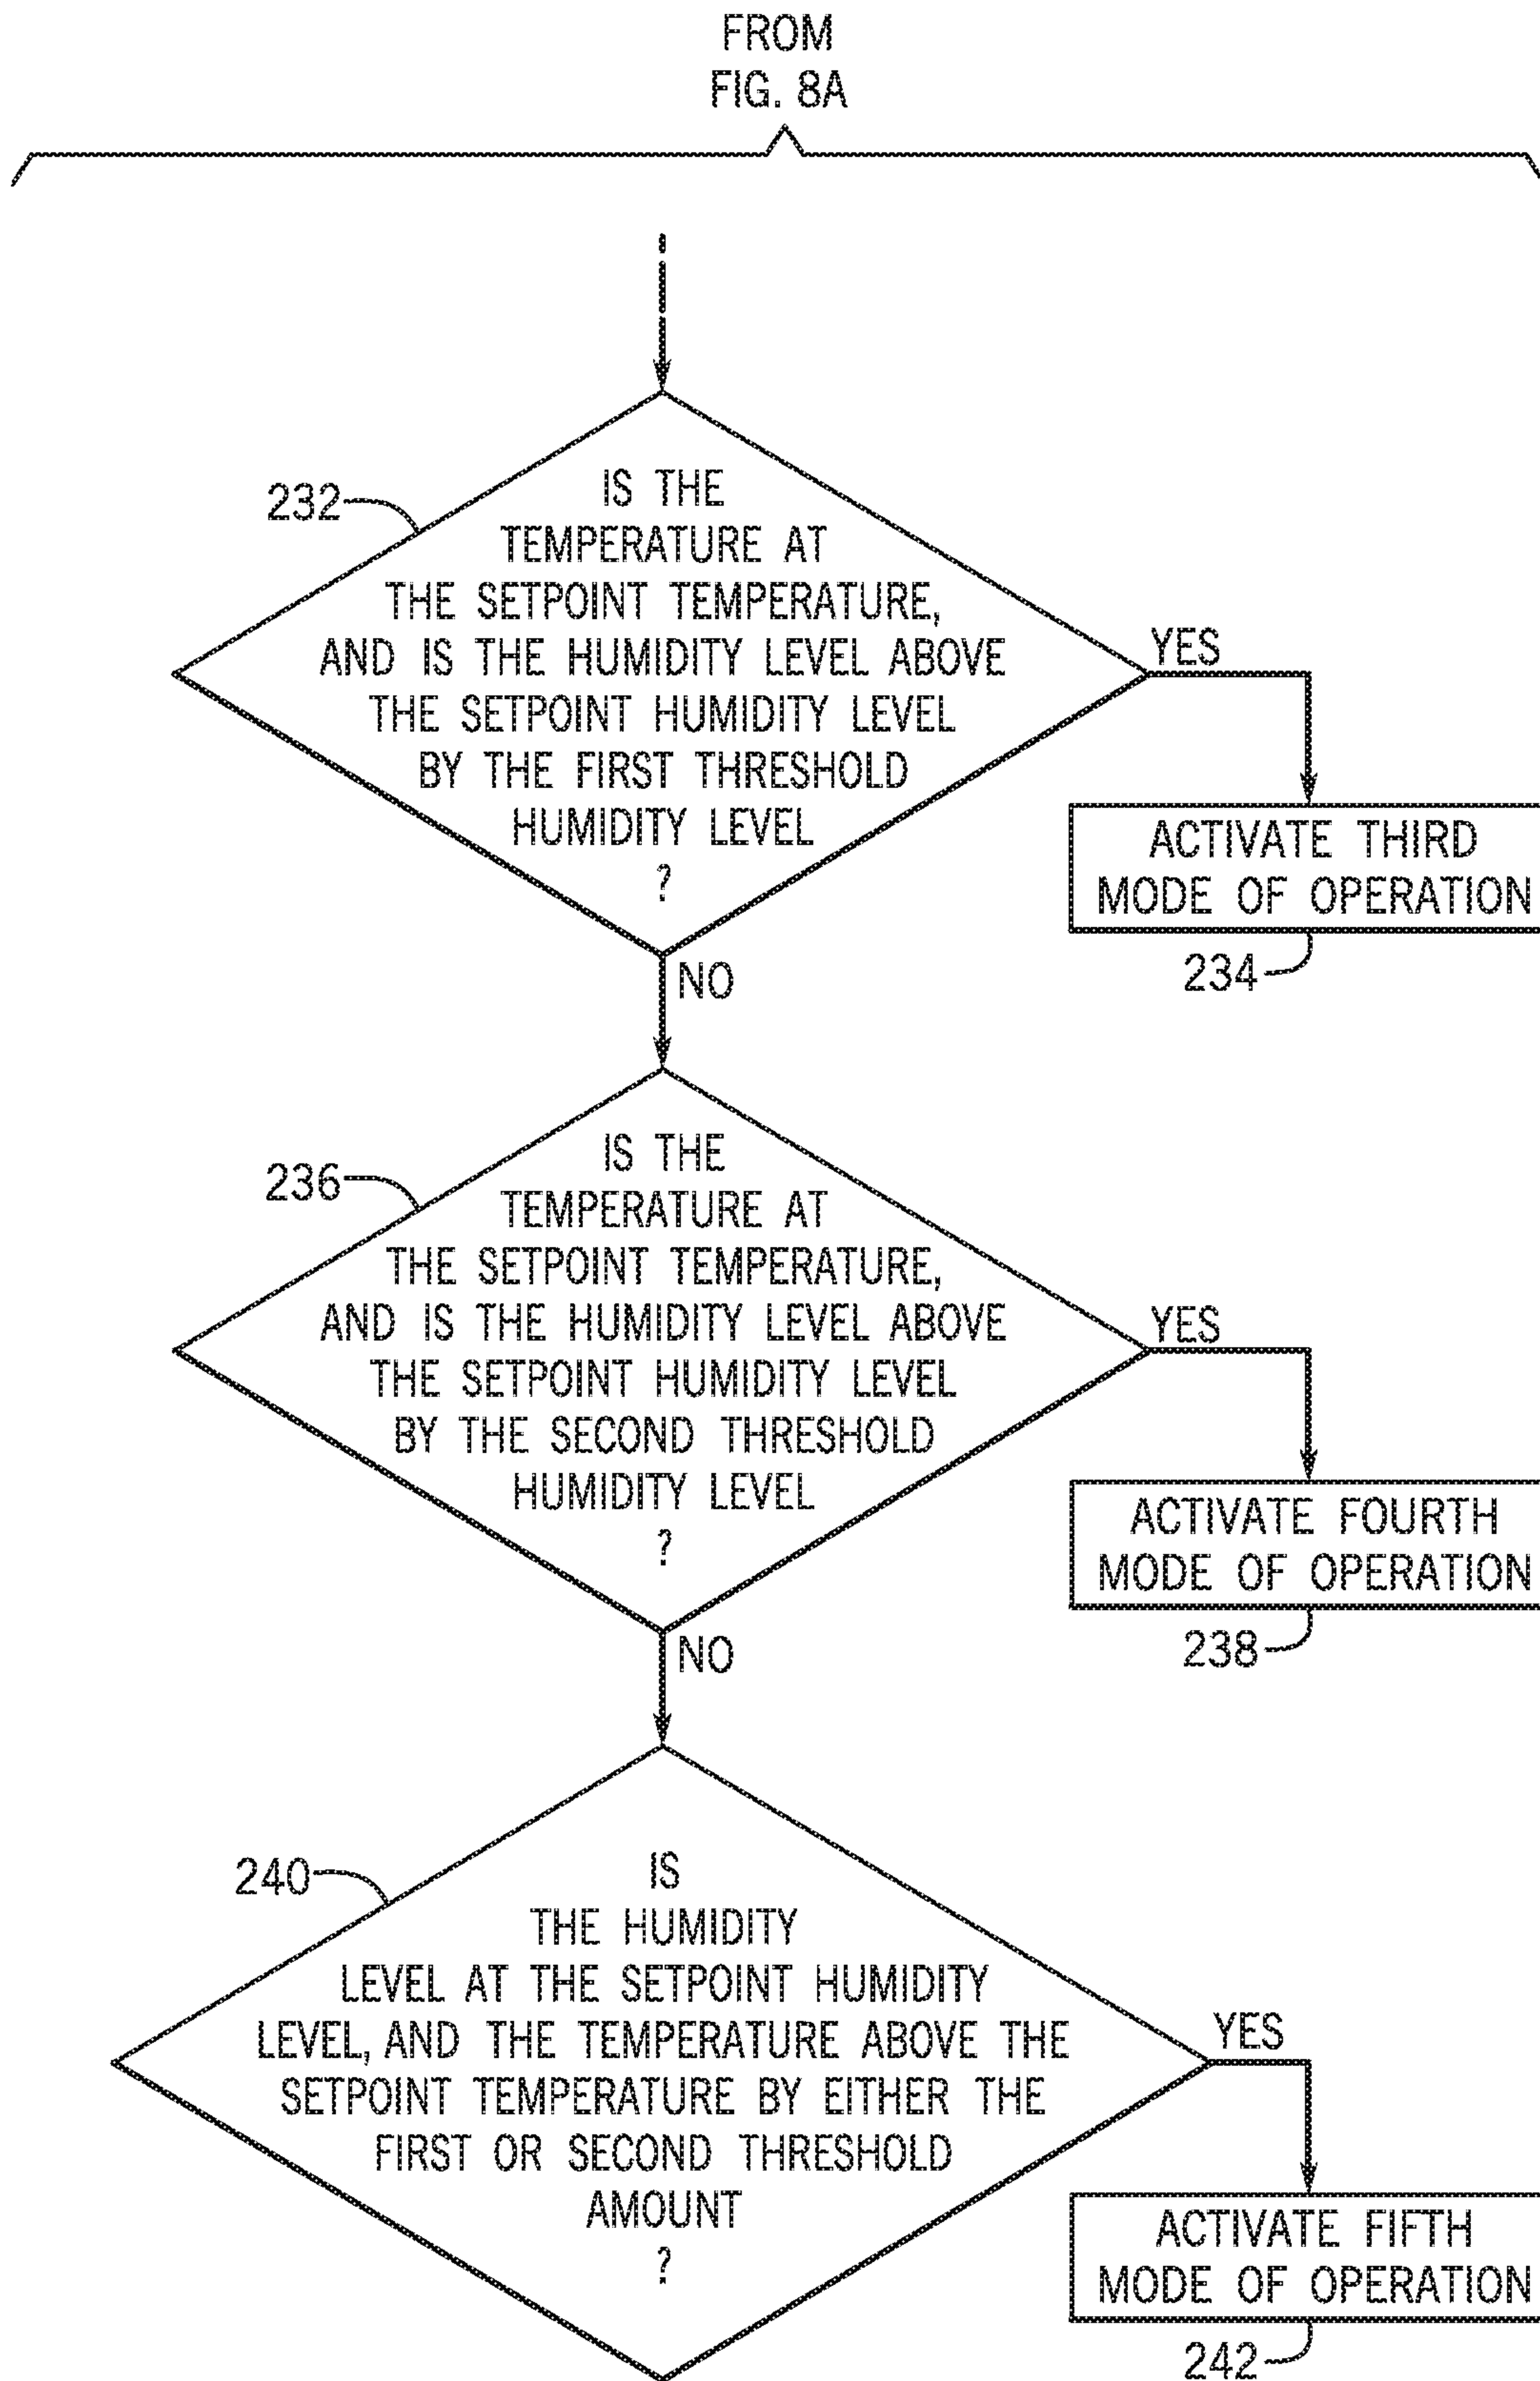 FROM
FIG. 8A
232
IS THE
TEMPERATURE AT
THE SETPOINT TEMPERATURE,
AND IS THE HUMIDITY LEVEL ABOVE
THE SETPOINT HUMIDITY LEVEL
BY THE FIRST THRESHOLD
HUMIDITY LEVEL
?
YES
ACTIVATE THIRD
MODE OF OPERATION
234
NO
236
IS THE
TEMPERATURE AT
THE SETPOINT TEMPERATURE,
AND IS THE HUMIDITY LEVEL ABOVE
THE SETPOINT HUMIDITY LEVEL
BY THE SECOND THRESHOLD
HUMIDITY LEVEL
?
YES
ACTIVATE FOURTH
MODE OF OPERATION
238
NO
240
IS
THE HUMIDITY
LEVEL AT THE SETPOINT HUMIDITY
LEVEL, AND THE TEMPERATURE ABOVE THE
SETPOINT TEMPERATURE BY EITHER THE
FIRST OR SECOND THRESHOLD
AMOUNT
?
YES
ACTIVATE FIFTH
MODE OF OPERATION
242